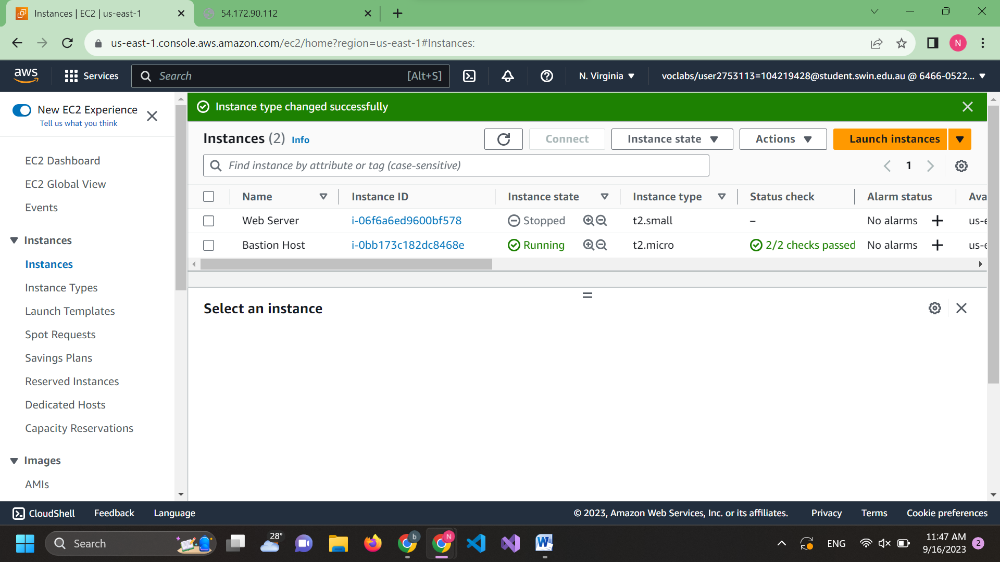 Instances | EC2 | us-east-1
54.172.90.112
us-east-1.console.aws.amazon.com/ec2/home?region=us-east-1#Instances:
N
aws
Services
Search
[Alt+S]
N. Virginia
voclabs/user2753113=104219428@student.swin.edu.au @ 6466-0522...
New EC2 Experience
Tell us what you think
EC2 Dashboard
EC2 Global View
Events
Instances
Instances
Instance Types
Launch Templates
Spot Requests
Savings Plans
Reserved Instances
Dedicated Hosts
Capacity Reservations
Images
AMIs
Instance type changed successfully
Instances (2) Info
Connect
Instance state
Actions
Launch instances
Find instance by attribute or tag (case-sensitive)
1
Name Instance ID Instance state Instance type Status check Alarm status Ava
Web Server i-06f6a6ed9600bf578 Stopped t2.small – No alarms + us-e
Bastion Host i-0bb173c182dc8468e Running t2.micro 2/2 checks passed No alarms + us-e
Select an instance
CloudShell Feedback Language
© 2023, Amazon Web Services, Inc. or its affiliates. Privacy Terms Cookie preferences
Search
28°
b
N
ENG
11:47 AM
9/16/2023
2